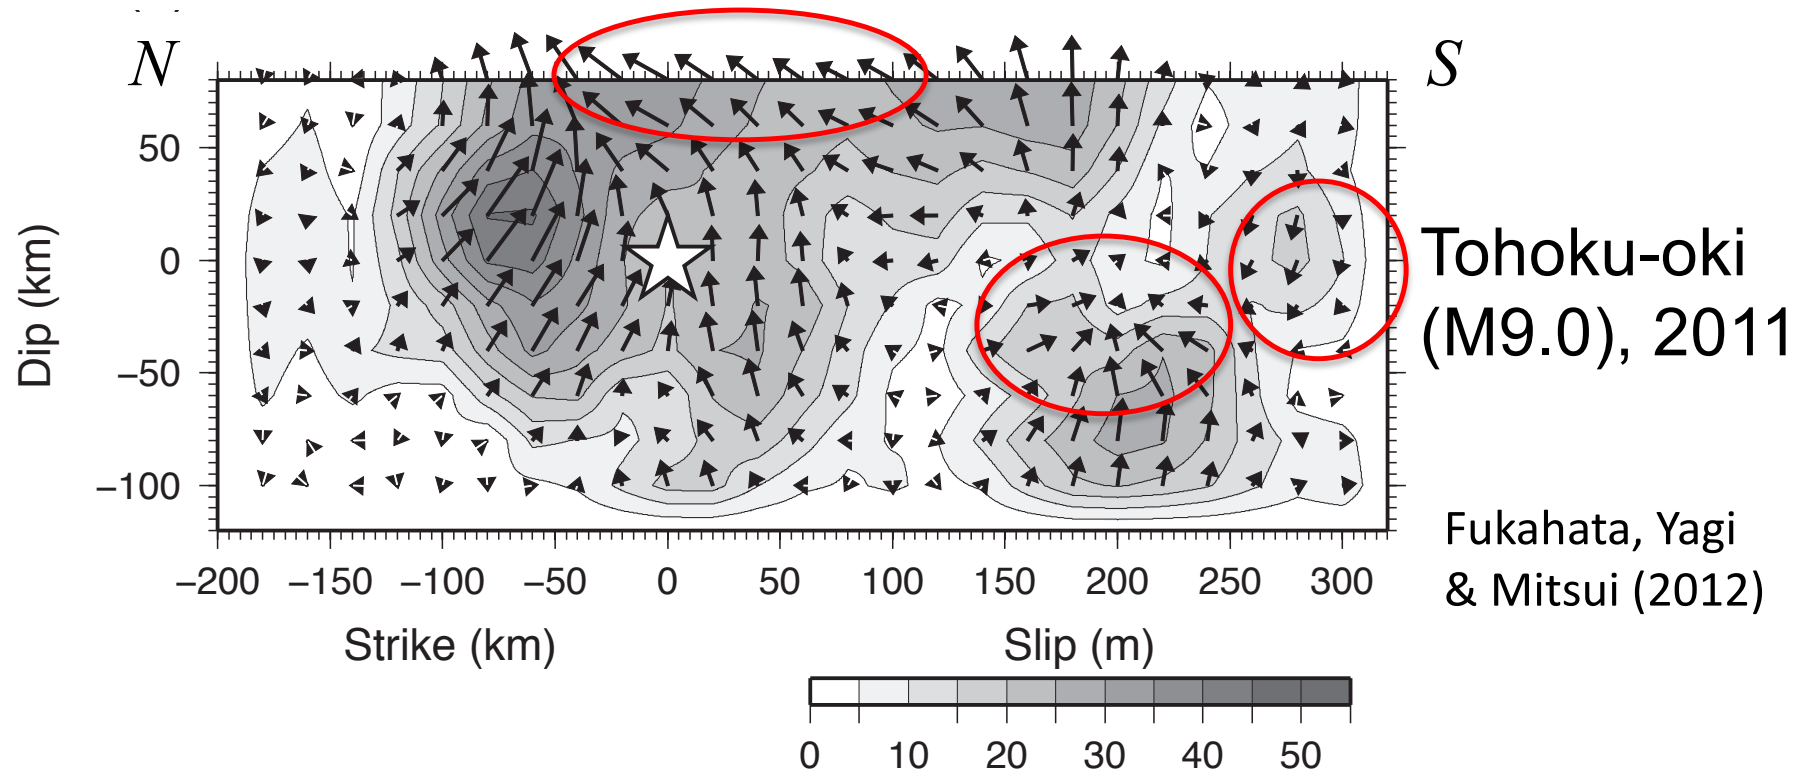 N
S
50
0
−50
−100
Dip (km)
−200 −150 −100 −50 0 50 100 150 200 250 300
Strike (km)
Slip (m)
0 10 20 30 40 50
Tohoku-oki
(M9.0), 2011
Fukahata, Yagi
& Mitsui (2012)